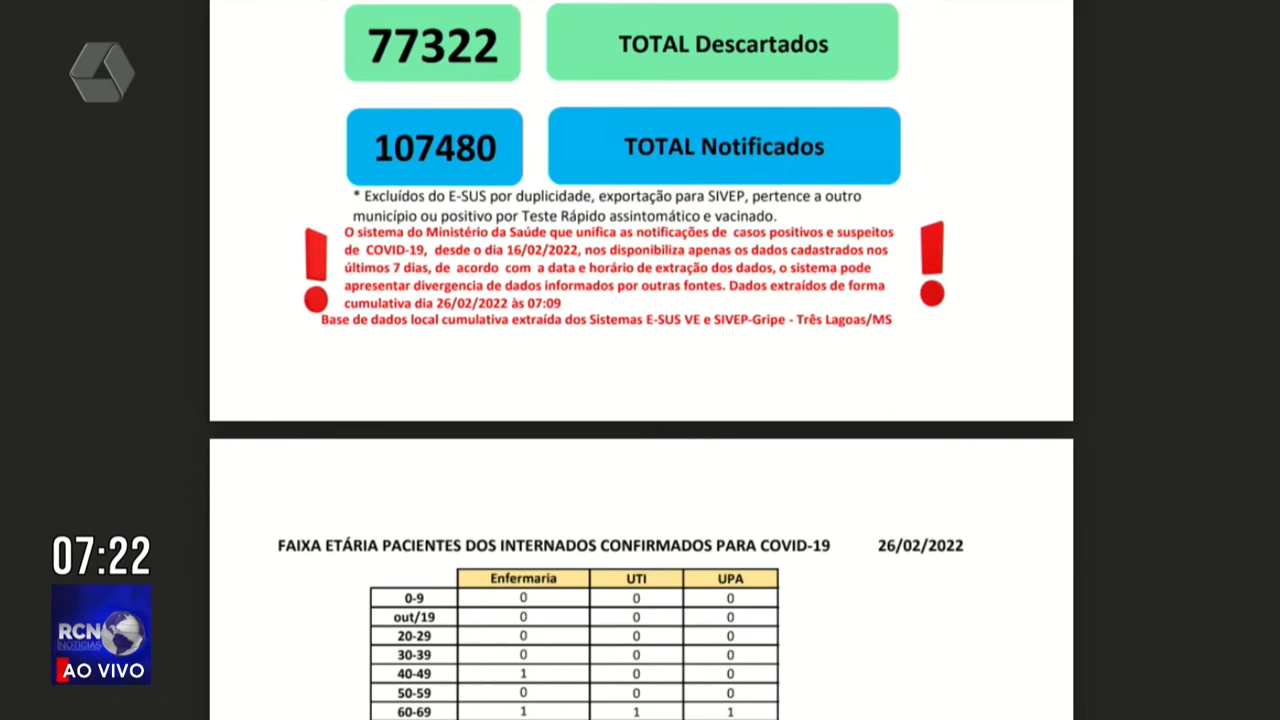 77322
TOTAL Descartados
107480
TOTAL Notificados
* Excluídos do E-SUS por duplicidade, exportação para SIVEP, pertence a outro
município ou positivo por Teste Rápido assintomático e vacinado.
O sistema do Ministério da Saúde que unifica as notificações de casos positivos e suspeitos
de COVID-19, desde o dia 16/02/2022, nos disponibiliza apenas os dados cadastrados nos
últimos 7 dias, de acordo com a data e horário de extração dos dados, o sistema pode
apresentar divergencia de dados informados por outras fontes. Dados extraídos de forma
cumulativa dia 26/02/2022 às 07:09
Base de dados local cumulativa extraída dos Sistemas E-SUS VE e SIVEP-Gripe - Três Lagoas/MS
FAIXA ETÁRIA PACIENTES DOS INTERNADOS CONFIRMADOS PARA COVID-19 26/02/2022
Enfermaria UTI UPA
0-9 0 0 0
out/19 0 0 0
20-29 0 0 0
30-39 0 0 0
40-49 1 0 0
50-59 0 0 0
60-69 1 1 1
07:22
RCN
NOTÍCIAS
AO VIVO